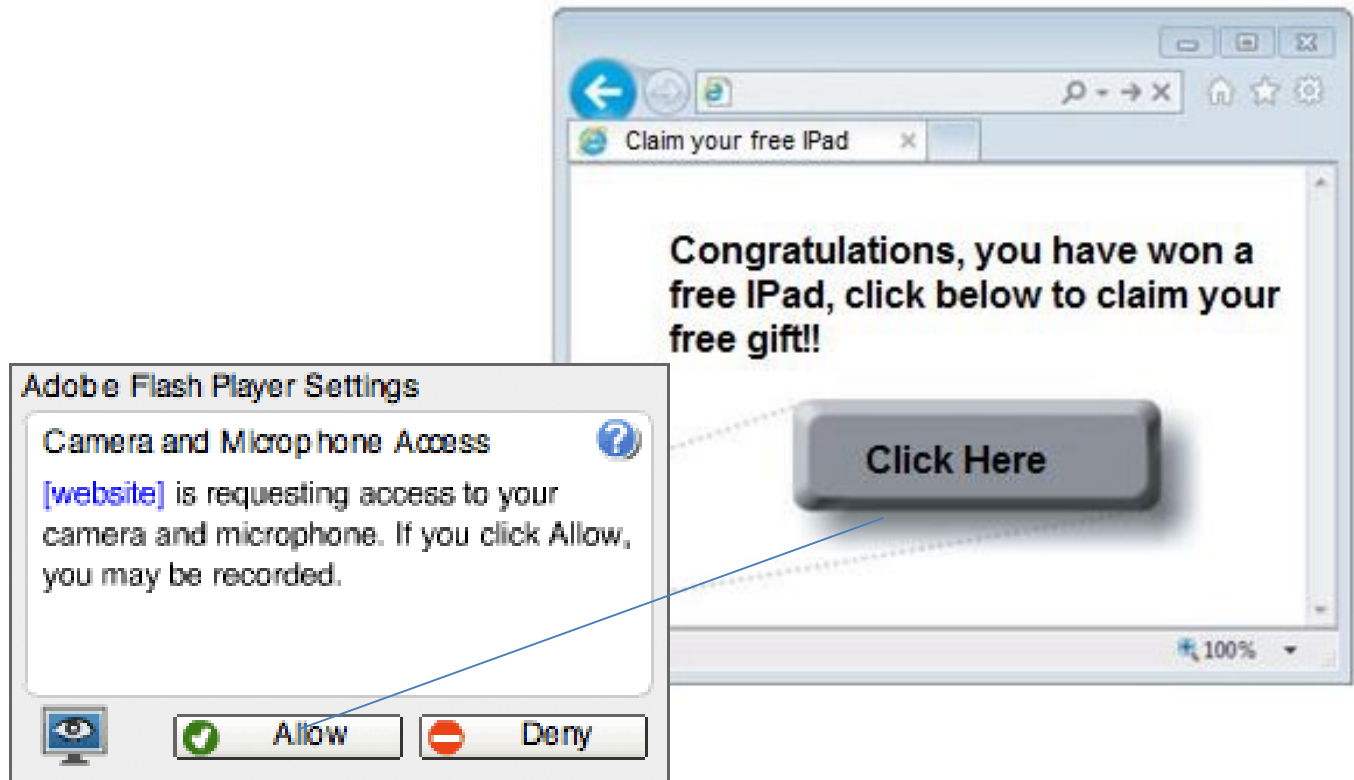 Claim your free IPad
Congratulations, you have won a
free IPad, click below to claim your
free gift!!
Click Here
100%
Adobe Flash Player Settings
Camera and Microphone Access
[website] is requesting access to your
camera and microphone. If you click Allow,
you may be recorded.
Allow
Deny